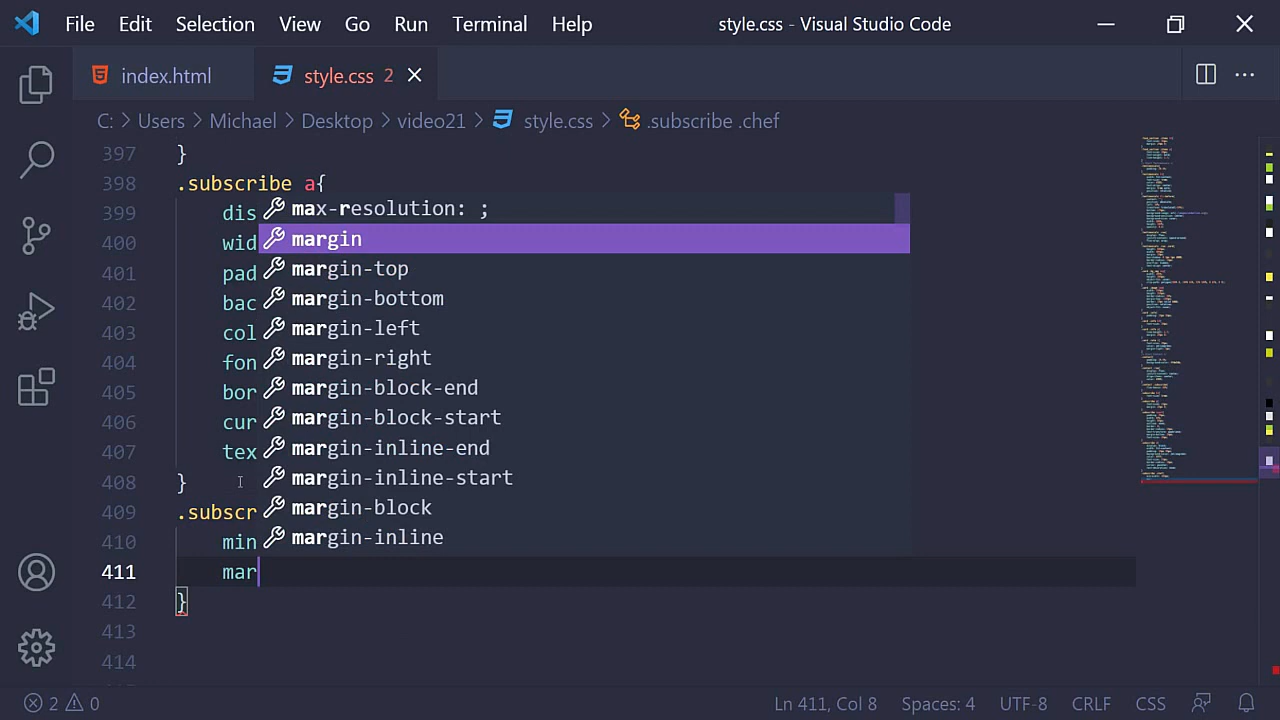 File Edit Selection View Go Run Terminal Help style.css - Visual Studio Code
index.html style.css 2
C: > Users > Michael > Desktop > video21 > style.css > .subscribe .chef
397 }
398 .subscribe a{
399 dis max-resolution: ;
400 wid margin
401 pad margin-top
402 bac margin-bottom
403 col margin-left
404 fon margin-right
405 bor margin-block-end
406 cur margin-block-start
407 tex margin-inline-end
408 } margin-inline-start
409 .subscr margin-block
410 min margin-inline
411 mar
412 }
413
414
2 0 Ln 411, Col 8 Spaces: 4 UTF-8 CRLF CSS